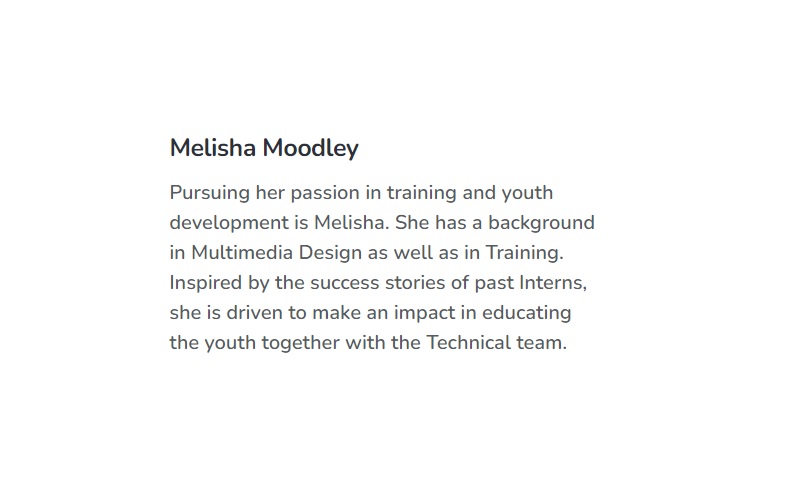 Melisha Moodley
Pursuing her passion in training and youth
development is Melisha. She has a background
in Multimedia Design as well as in Training.
Inspired by the success stories of past Interns,
she is driven to make an impact in educating
the youth together with the Technical team.